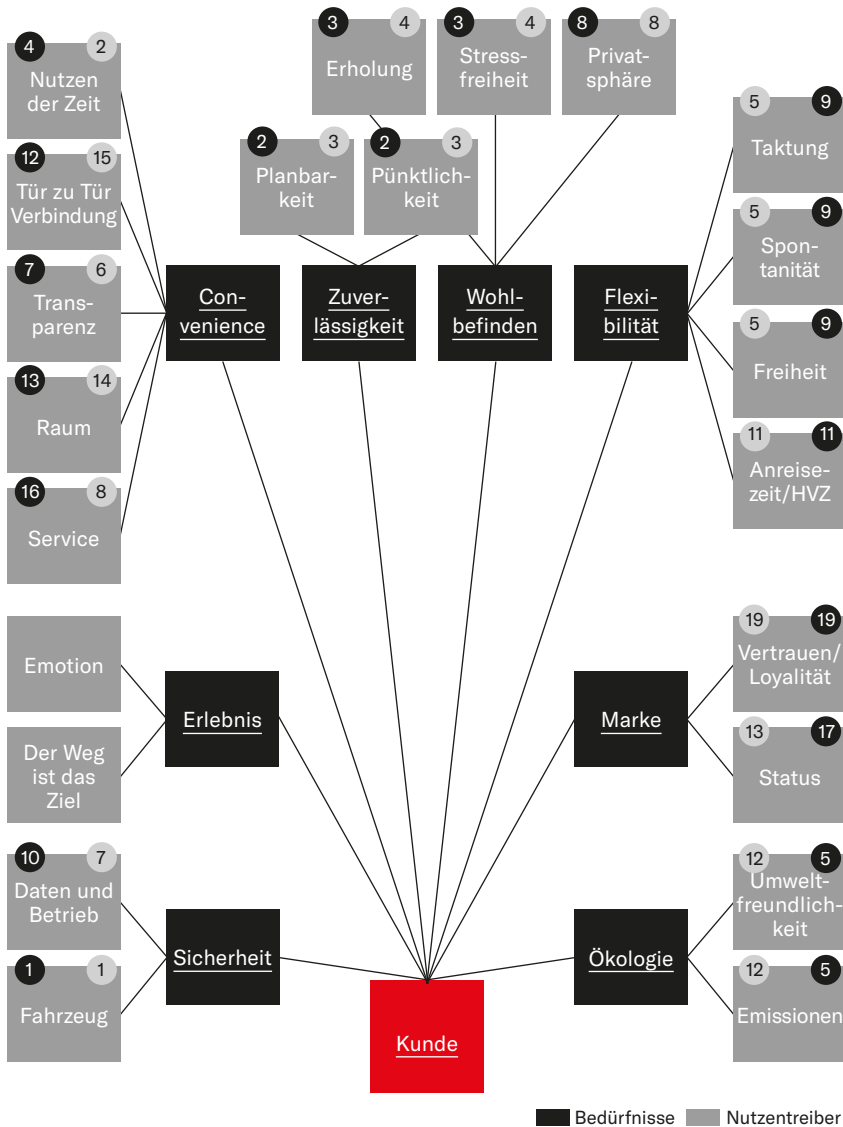 3 4 3 4 8 8
Erholung
Stress-
freiheit
Privat-
sphäre
4 2
Nutzen
der Zeit
5 9
Taktung
2 3 2 3
Planbar-
keit
Pünktlich-
keit
12 15
Tür zu Tür
Verbindung
5 9
Spon-
tanität
7 6
Trans-
parenz
Con-
venience
Zuver-
lässigkeit
Wohl-
befinden
Flexi-
bilität
5 9
Freiheit
13 14
Raum
11 11
Anreise-
zeit/HVZ
16 8
Service
Emotion
Der Weg
ist das
Ziel
Erlebnis
Marke
19 19
Vertrauen/
Loyalität
13 17
Status
10 7
Daten und
Betrieb
1 1
Fahrzeug
Sicherheit
Ökologie
12 5
Umwelt-
freundlich-
keit
12 5
Emissionen
Kunde
Bedürfnisse Nutzentreiber